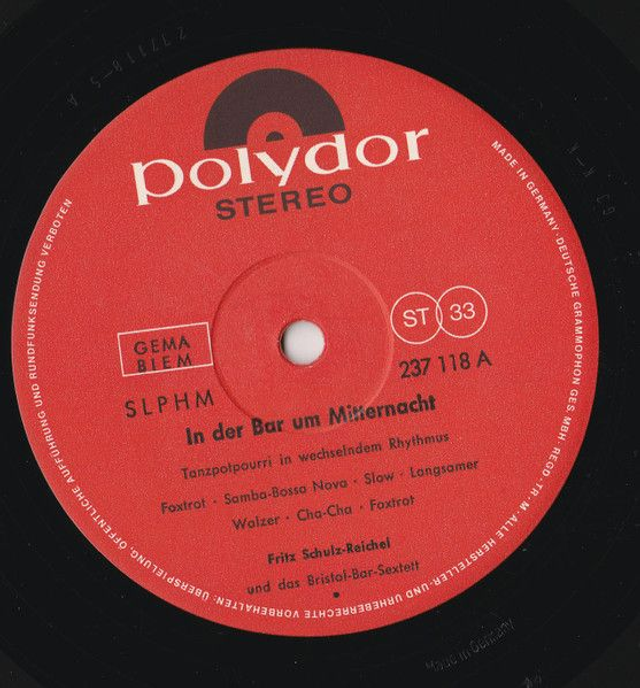 polydor
STEREO
GEMA
BIEM
ST 33
SLPHM
237 118 A
In der Bar um Mitternacht
Tanzpotpourri in wechselndem Rhythmus
Foxtrot · Samba-Bossa Nova · Slow · Langsamer
Walzer · Cha-Cha · Foxtrot
Fritz Schulz-Reichel
und das Bristol-Bar-Sextett
MADE IN GERMANY · DEUTSCHE GRAMMOPHON GES. MBH · REGD · TR · M · ALLE HERSTELLER- UND URHEBERRECHTE VORBEHALTEN: ÜBERSPIELUNG, ÖFFENTLICHE AUFFÜHRUNG UND RUNDFUNKSENDUNG VERBOTEN
Made in Germany